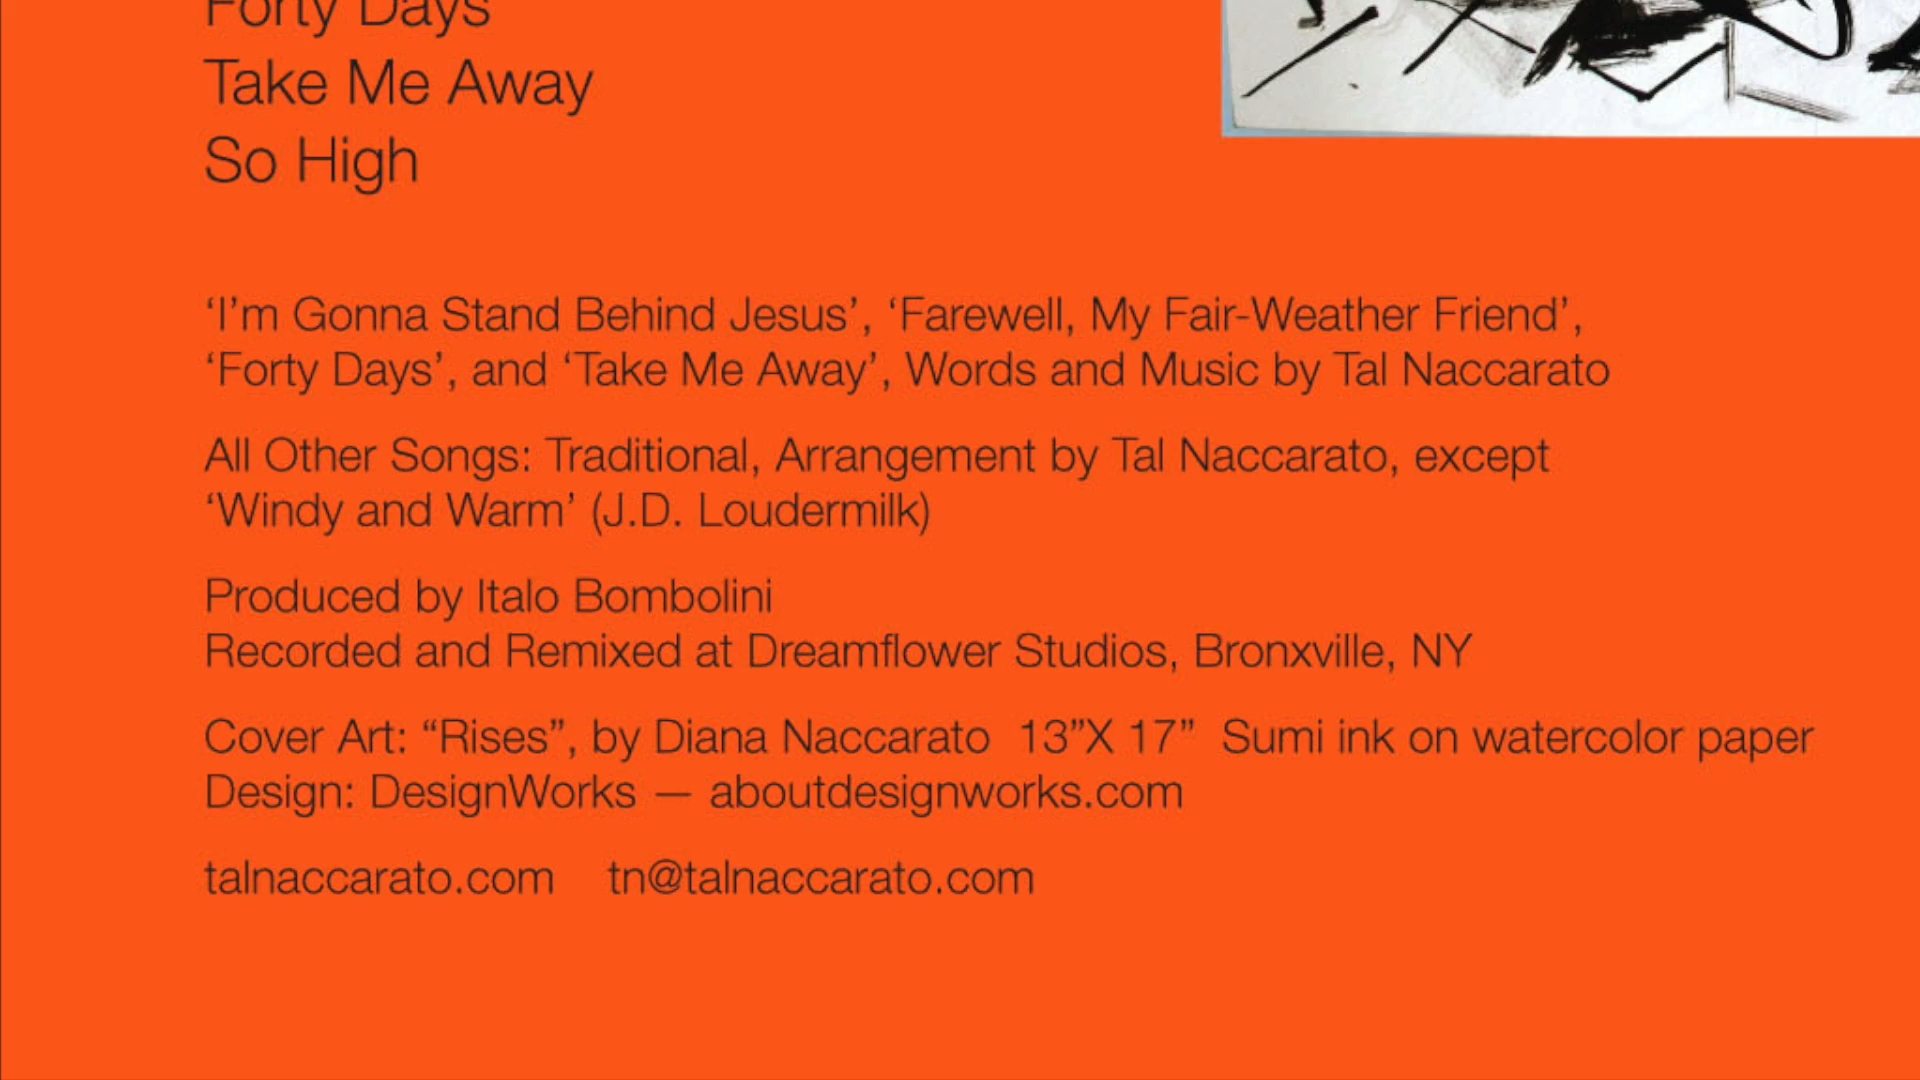 Forty Days
Take Me Away
So High
‘I’m Gonna Stand Behind Jesus’, ‘Farewell, My Fair-Weather Friend’,
‘Forty Days’, and ‘Take Me Away’, Words and Music by Tal Naccarato
All Other Songs: Traditional, Arrangement by Tal Naccarato, except
‘Windy and Warm’ (J.D. Loudermilk)
Produced by Italo Bombolini
Recorded and Remixed at Dreamflower Studios, Bronxville, NY
Cover Art: “Rises”, by Diana Naccarato  13”X 17”  Sumi ink on watercolor paper
Design: DesignWorks — aboutdesignworks.com
talnaccarato.com    tn@talnaccarato.com